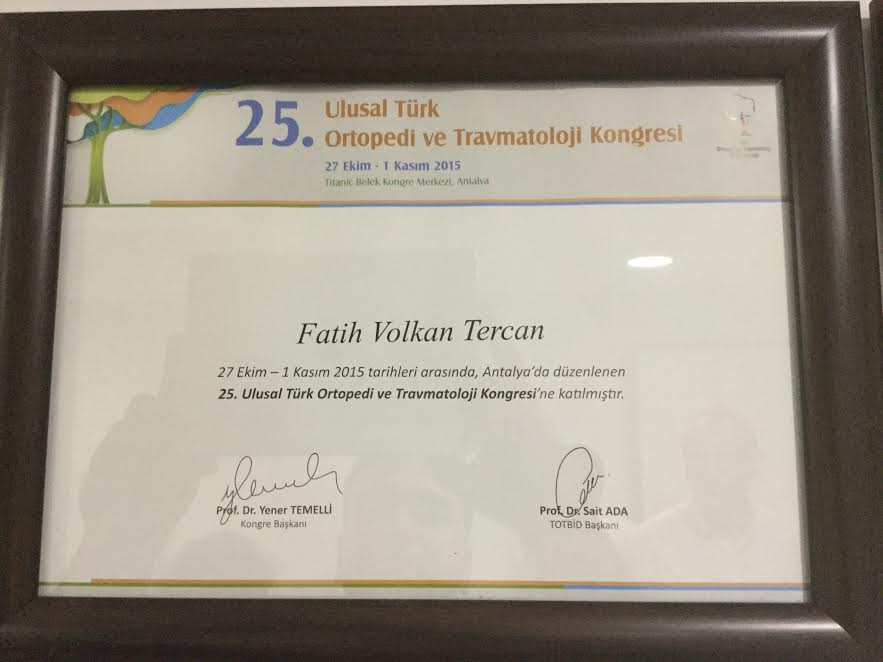 25. Ulusal Türk
Ortopedi ve Travmatoloji Kongresi
27 Ekim - 1 Kasım 2015
Titanic Belek Kongre Merkezi, Antalya
Fatih Volkan Tercan
27 Ekim – 1 Kasım 2015 tarihleri arasında, Antalya'da düzenlenen
25. Ulusal Türk Ortopedi ve Travmatoloji Kongresi'ne katılmıştır.
Prof. Dr. Yener TEMELLİ
Kongre Başkanı
Prof. Dr. Sait ADA
TOTBİD Başkanı